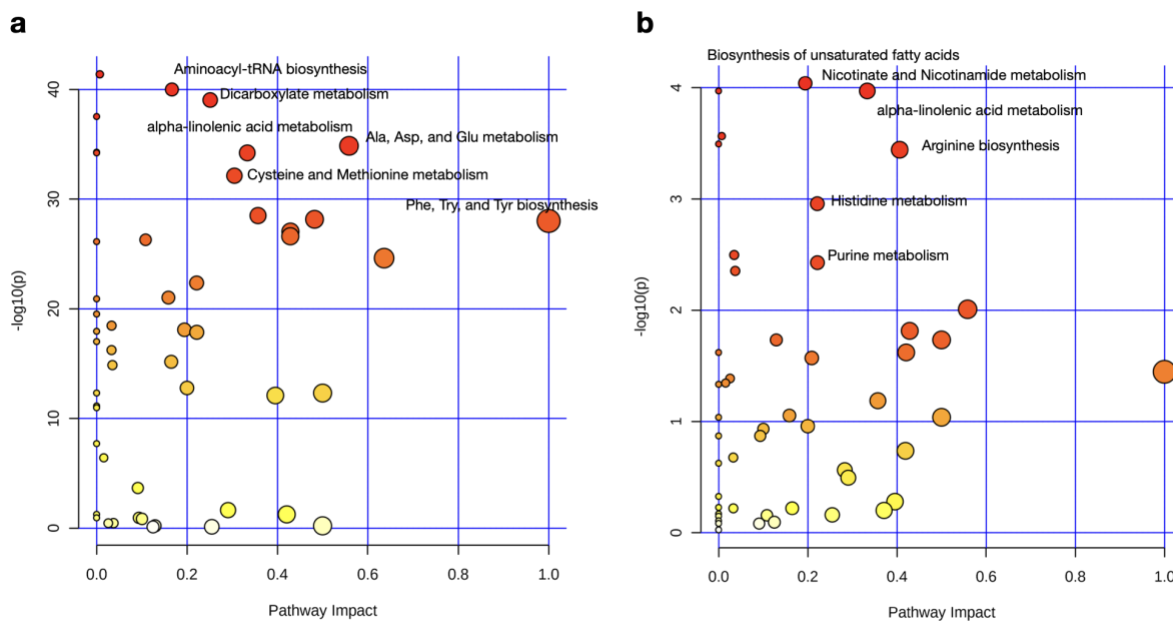 a
Aminoacyl-tRNA biosynthesis
Dicarboxylate metabolism
alpha-linolenic acid metabolism
Ala, Asp, and Glu metabolism
Cysteine and Methionine metabolism
Phe, Try, and Tyr biosynthesis
-log10(p)
40
30
20
10
0
0.0 0.2 0.4 0.6 0.8 1.0
Pathway Impact
b
Biosynthesis of unsaturated fatty acids
Nicotinate and Nicotinamide metabolism
alpha-linolenic acid metabolism
Arginine biosynthesis
Histidine metabolism
Purine metabolism
-log10(p)
4
3
2
1
0
0.0 0.2 0.4 0.6 0.8 1.0
Pathway Impact